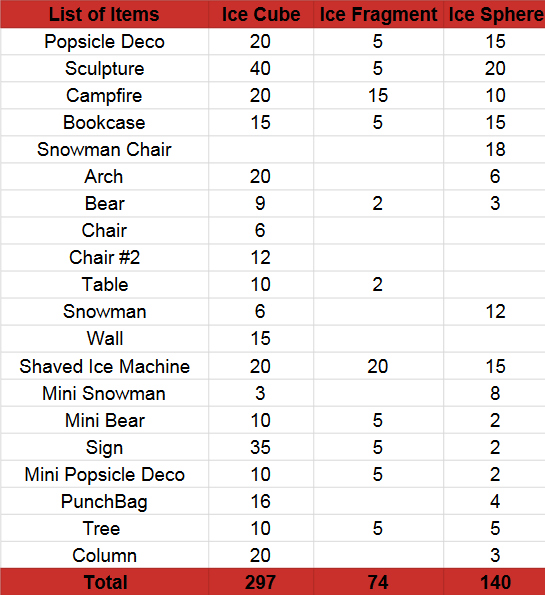 List of Items Ice Cube Ice Fragment Ice Sphere
Popsicle Deco 20 5 15
Sculpture 40 5 20
Campfire 20 15 10
Bookcase 15 5 15
Snowman Chair 18
Arch 20 6
Bear 9 2 3
Chair 6
Chair #2 12
Table 10 2
Snowman 6 12
Wall 15
Shaved Ice Machine 20 20 15
Mini Snowman 3 8
Mini Bear 10 5 2
Sign 35 5 2
Mini Popsicle Deco 10 5 2
PunchBag 16 4
Tree 10 5 5
Column 20 3
Total 297 74 140